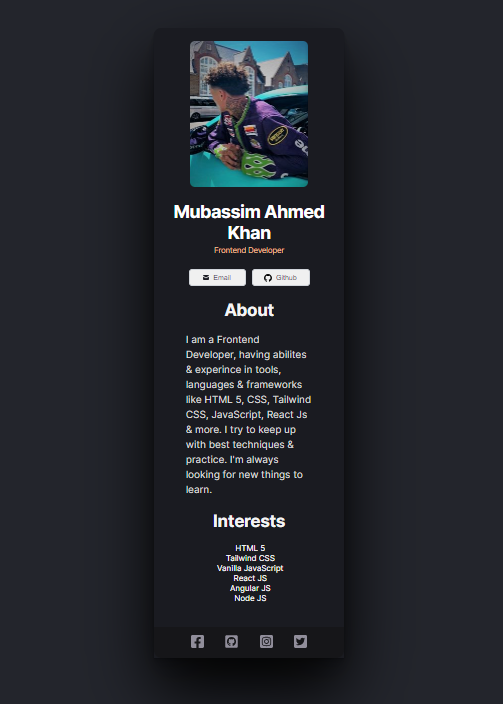 Mubassim Ahmed
Khan
Frontend Developer
Email
Github
About
I am a Frontend
Developer, having abilites
& experince in tools,
languages & frameworks
like HTML 5, CSS, Tailwind
CSS, JavaScript, React Js
& more. I try to keep up
with best techniques &
practice. I'm always
looking for new things to
learn.
Interests
HTML 5
Tailwind CSS
Vanilla JavaScript
React JS
Angular JS
Node JS